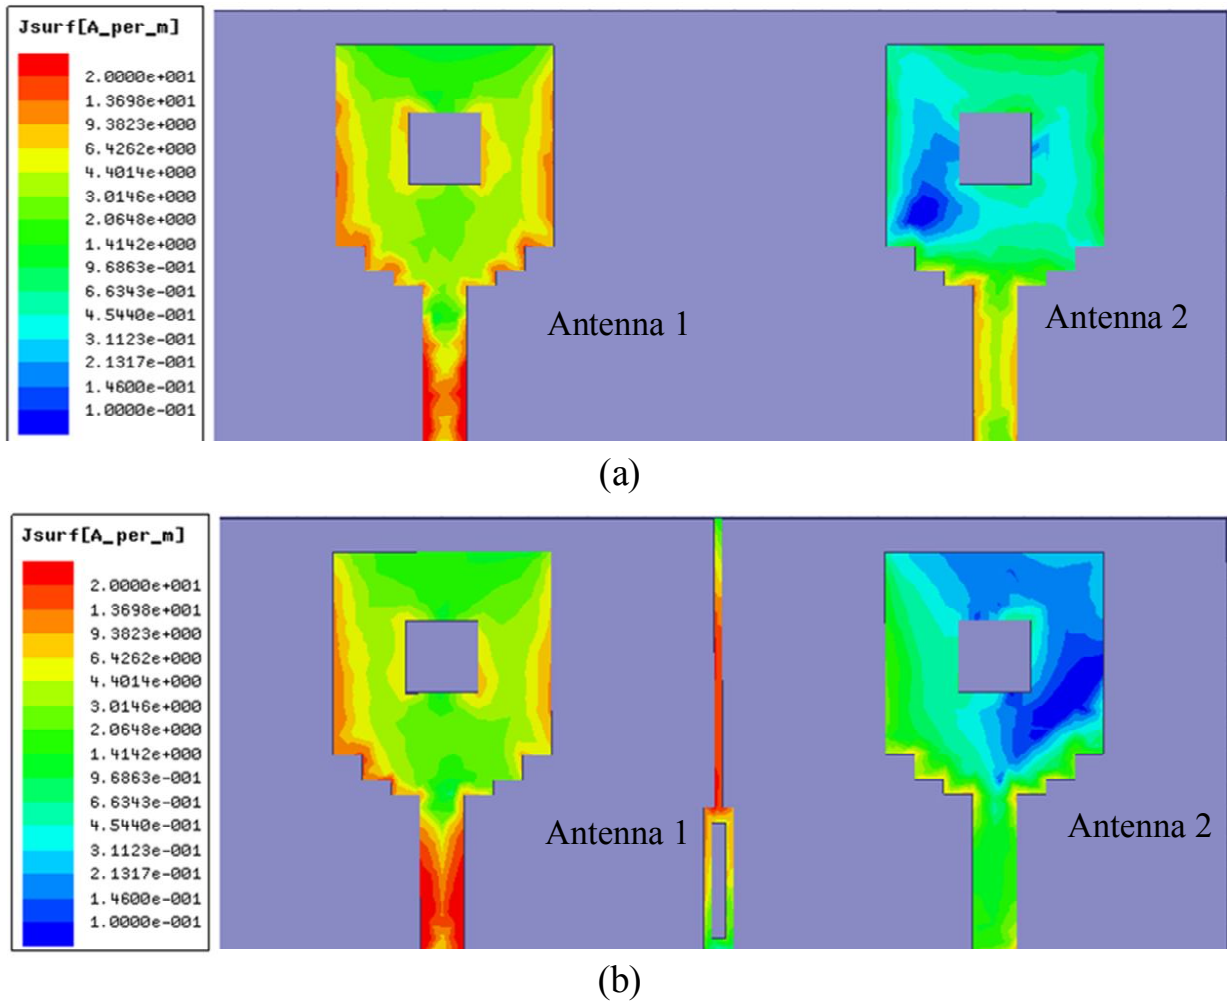 Jsurf[A_per_m]
2.0000e+001
1.3698e+001
9.3823e+000
6.4262e+000
4.4014e+000
3.0146e+000
2.0648e+000
1.4142e+000
9.6863e-001
6.6343e-001
4.5440e-001
3.1123e-001
2.1317e-001
1.4600e-001
1.0000e-001
Antenna 1
Antenna 2
(a)
Jsurf[A_per_m]
2.0000e+001
1.3698e+001
9.3823e+000
6.4262e+000
4.4014e+000
3.0146e+000
2.0648e+000
1.4142e+000
9.6863e-001
6.6343e-001
4.5440e-001
3.1123e-001
2.1317e-001
1.4600e-001
1.0000e-001
Antenna 1
Antenna 2
(b)